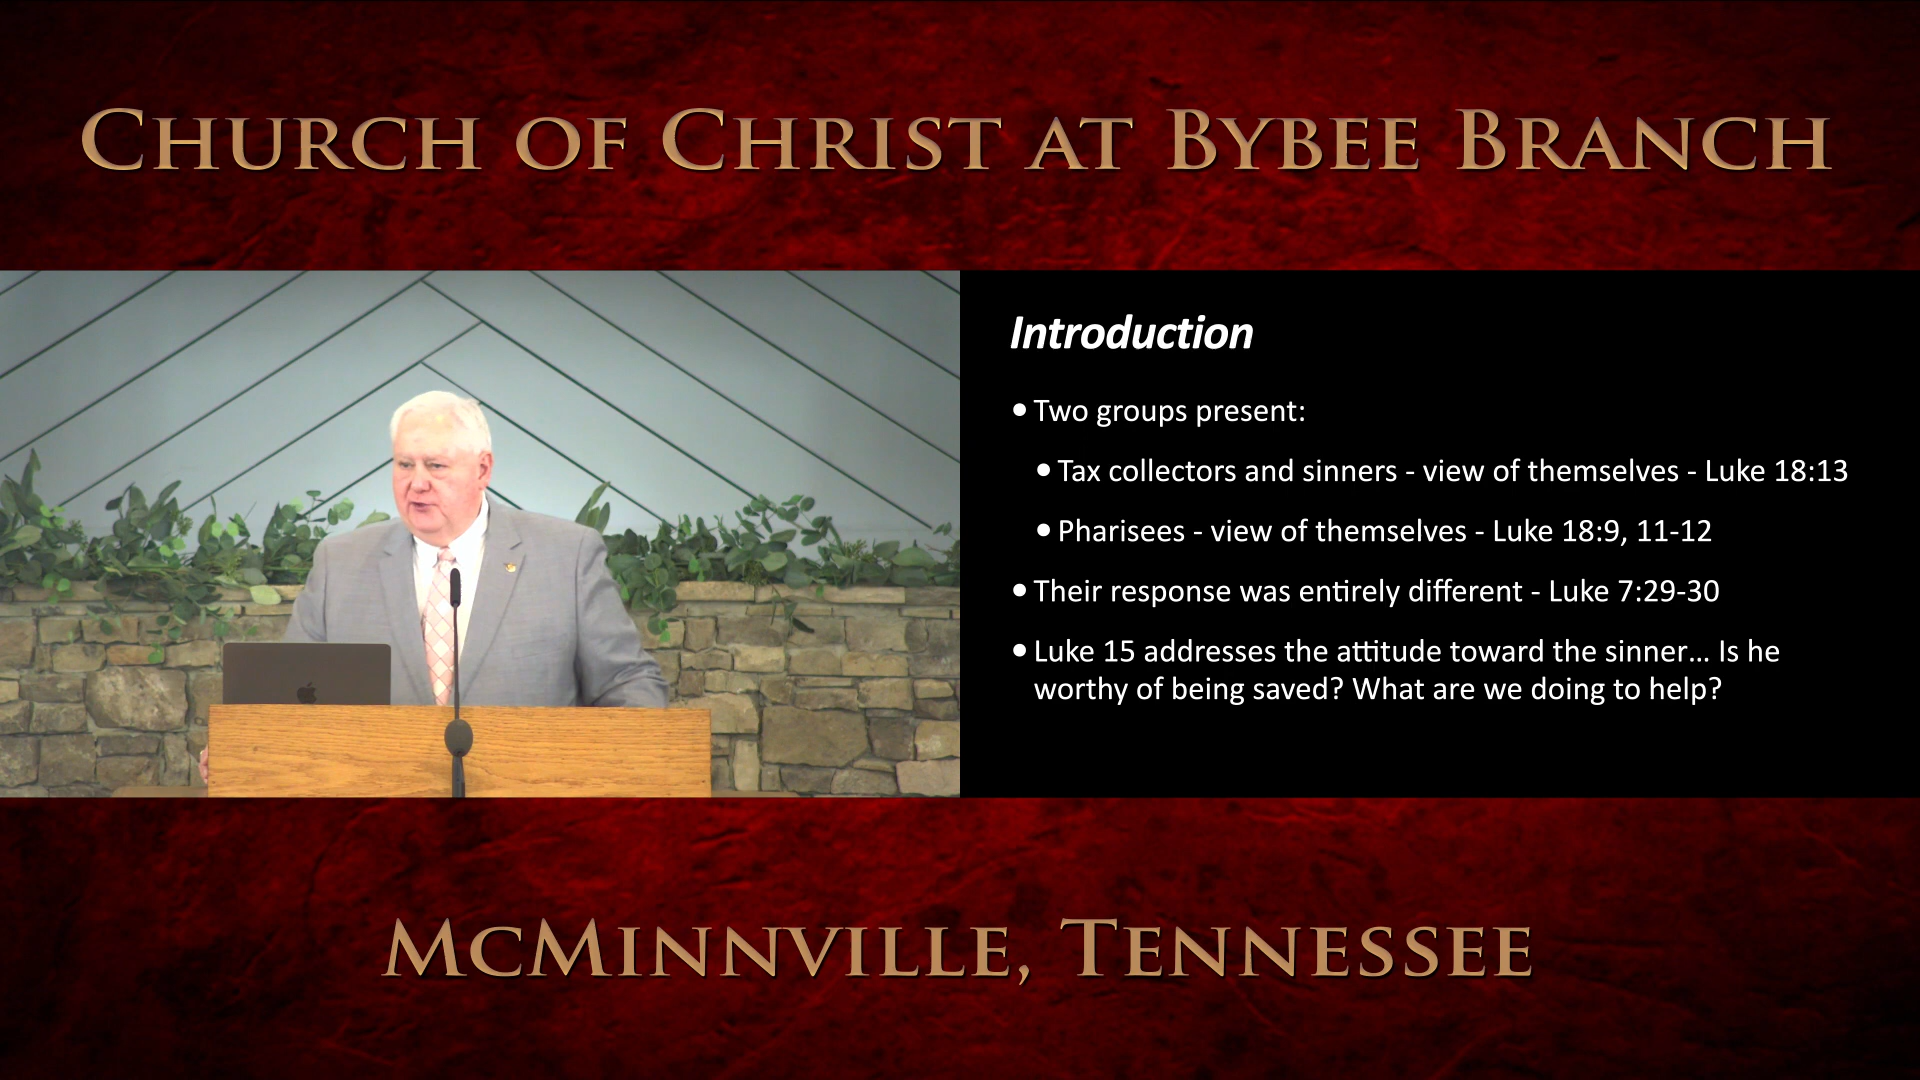 Church of Christ at Bybee Branch
Introduction
• Two groups present:
• Tax collectors and sinners - view of themselves - Luke 18:13
• Pharisees - view of themselves - Luke 18:9, 11-12
• Their response was entirely different - Luke 7:29-30
• Luke 15 addresses the attitude toward the sinner... Is he
worthy of being saved? What are we doing to help?
McMinnville, Tennessee